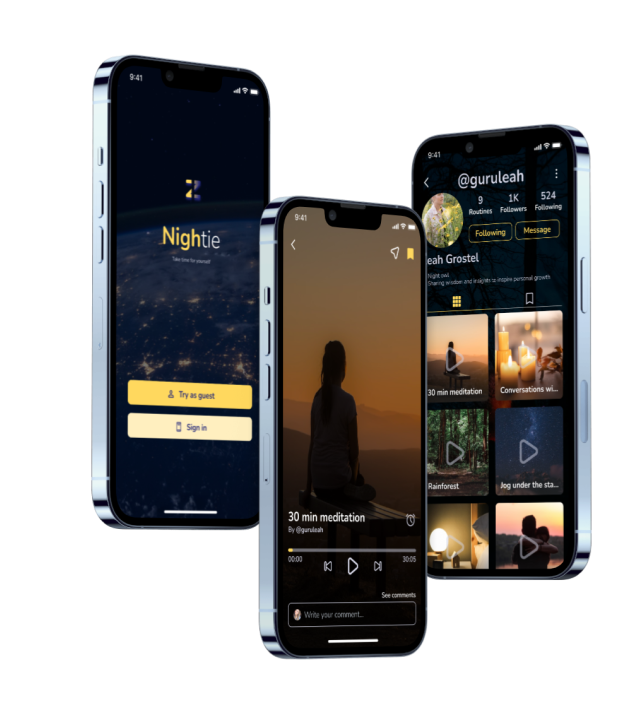 9:41
Nightie
Take time for yourself
Try as guest
Sign in
9:41
30 min meditation
By @guruleah
00:00
30:05
See comments
Write your comment...
9:41
@guruleah
9 1K 524
Routines Followers Following
Following Message
eah Grostel
Night owl
Sharing wisdom and insights to inspire personal growth
30 min meditation
Conversations wi...
Rainforest
Jog under the sta...